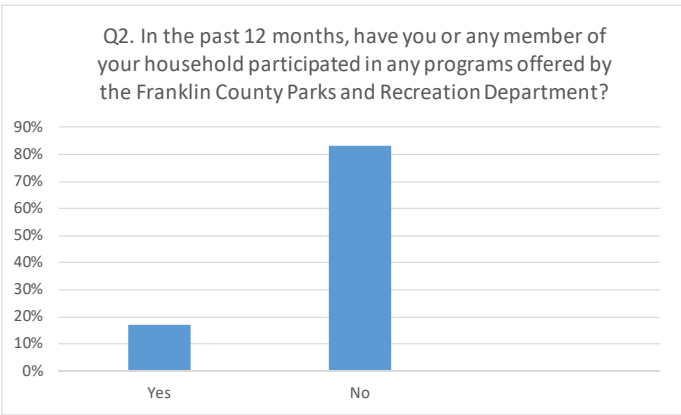 Q2. In the past 12 months, have you or any member of
your household participated in any programs offered by
the Franklin County Parks and Recreation Department?
90%
80%
70%
60%
50%
40%
30%
20%
10%
0%
Yes No